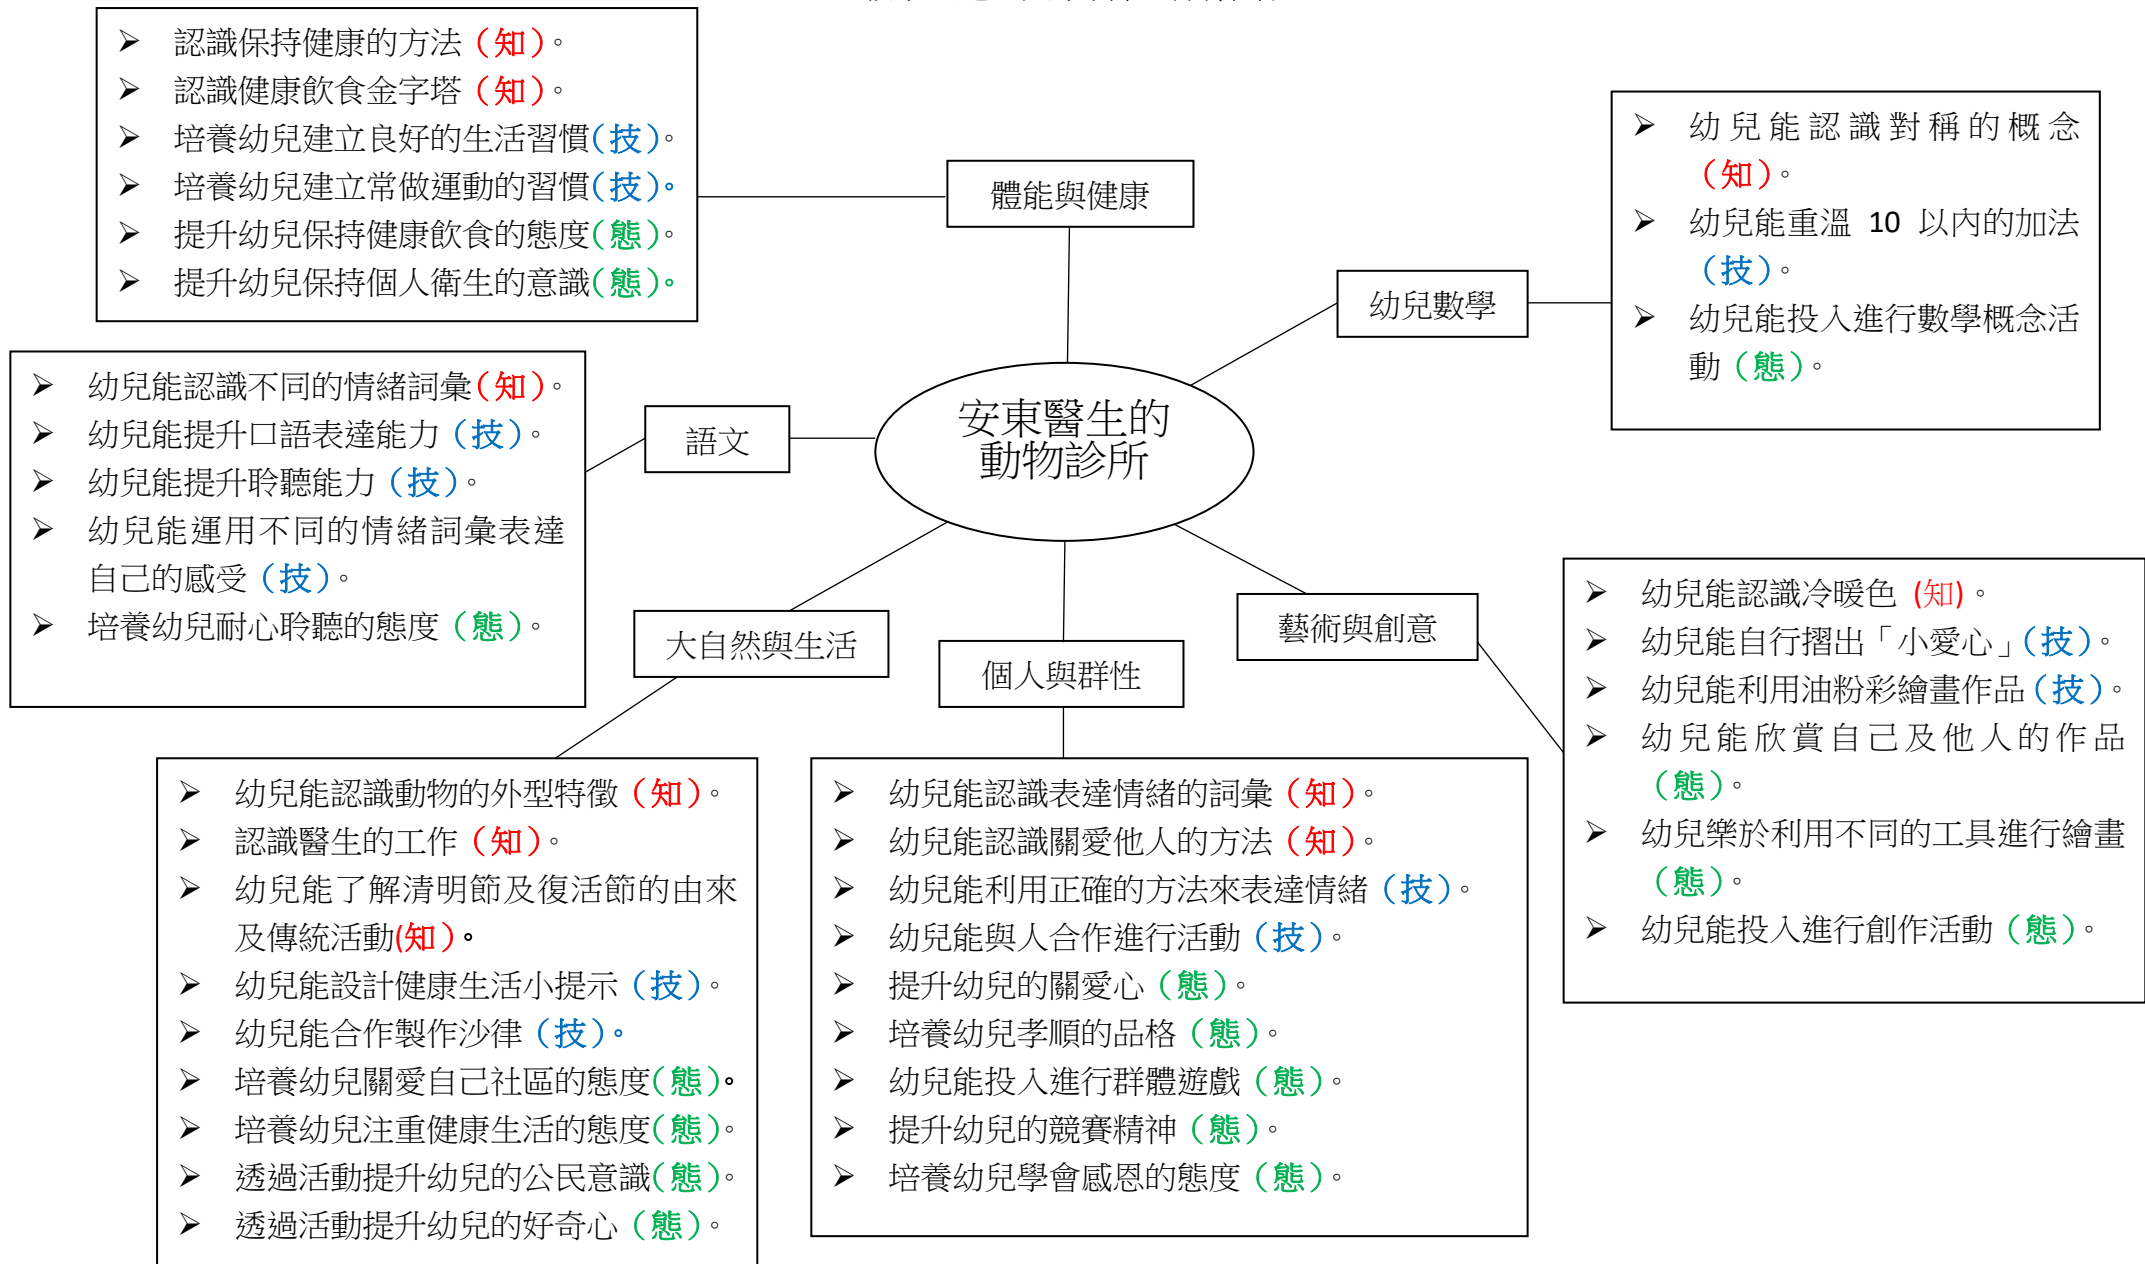 ➢ 認識保持健康的方法（知）。
➢ 認識健康飲食金字塔（知）。
➢ 培養幼兒建立良好的生活習慣(技)。
➢ 培養幼兒建立常做運動的習慣(技)。
➢ 提升幼兒保持健康飲食的態度(態)。
➢ 提升幼兒保持個人衛生的意識(態)。
體能與健康
➢ 幼兒能認識對稱的概念
（知）。
➢ 幼兒能重溫 10 以內的加法
（技）。
➢ 幼兒能投入進行數學概念活
動（態）。
幼兒數學
➢ 幼兒能認識不同的情緒詞彙(知)。
➢ 幼兒能提升口語表達能力（技）。
➢ 幼兒能提升聆聽能力（技）。
➢ 幼兒能運用不同的情緒詞彙表達
自己的感受（技）。
➢ 培養幼兒耐心聆聽的態度（態）。
語文
安東醫生的
動物診所
大自然與生活
個人與群性
藝術與創意
➢ 幼兒能認識冷暖色 (知)。
➢ 幼兒能自行摺出「小愛心」（技）。
➢ 幼兒能利用油粉彩繪畫作品（技）。
➢ 幼兒能欣賞自己及他人的作品
（態）。
➢ 幼兒樂於利用不同的工具進行繪畫
（態）。
➢ 幼兒能投入進行創作活動（態）。
➢ 幼兒能認識動物的外型特徵（知）。
➢ 認識醫生的工作（知）。
➢ 幼兒能了解清明節及復活節的由來
及傳統活動(知）。
➢ 幼兒能設計健康生活小提示（技）。
➢ 幼兒能合作製作沙律（技）。
➢ 培養幼兒關愛自己社區的態度(態)。
➢ 培養幼兒注重健康生活的態度(態)。
➢ 透過活動提升幼兒的公民意識(態)。
➢ 透過活動提升幼兒的好奇心（態）。
➢ 幼兒能認識表達情緒的詞彙（知）。
➢ 幼兒能認識關愛他人的方法（知）。
➢ 幼兒能利用正確的方法來表達情緒（技）。
➢ 幼兒能與人合作進行活動（技）。
➢ 提升幼兒的關愛心（態）。
➢ 培養幼兒孝順的品格（態）。
➢ 幼兒能投入進行群體遊戲（態）。
➢ 提升幼兒的競賽精神（態）。
➢ 培養幼兒學會感恩的態度（態）。